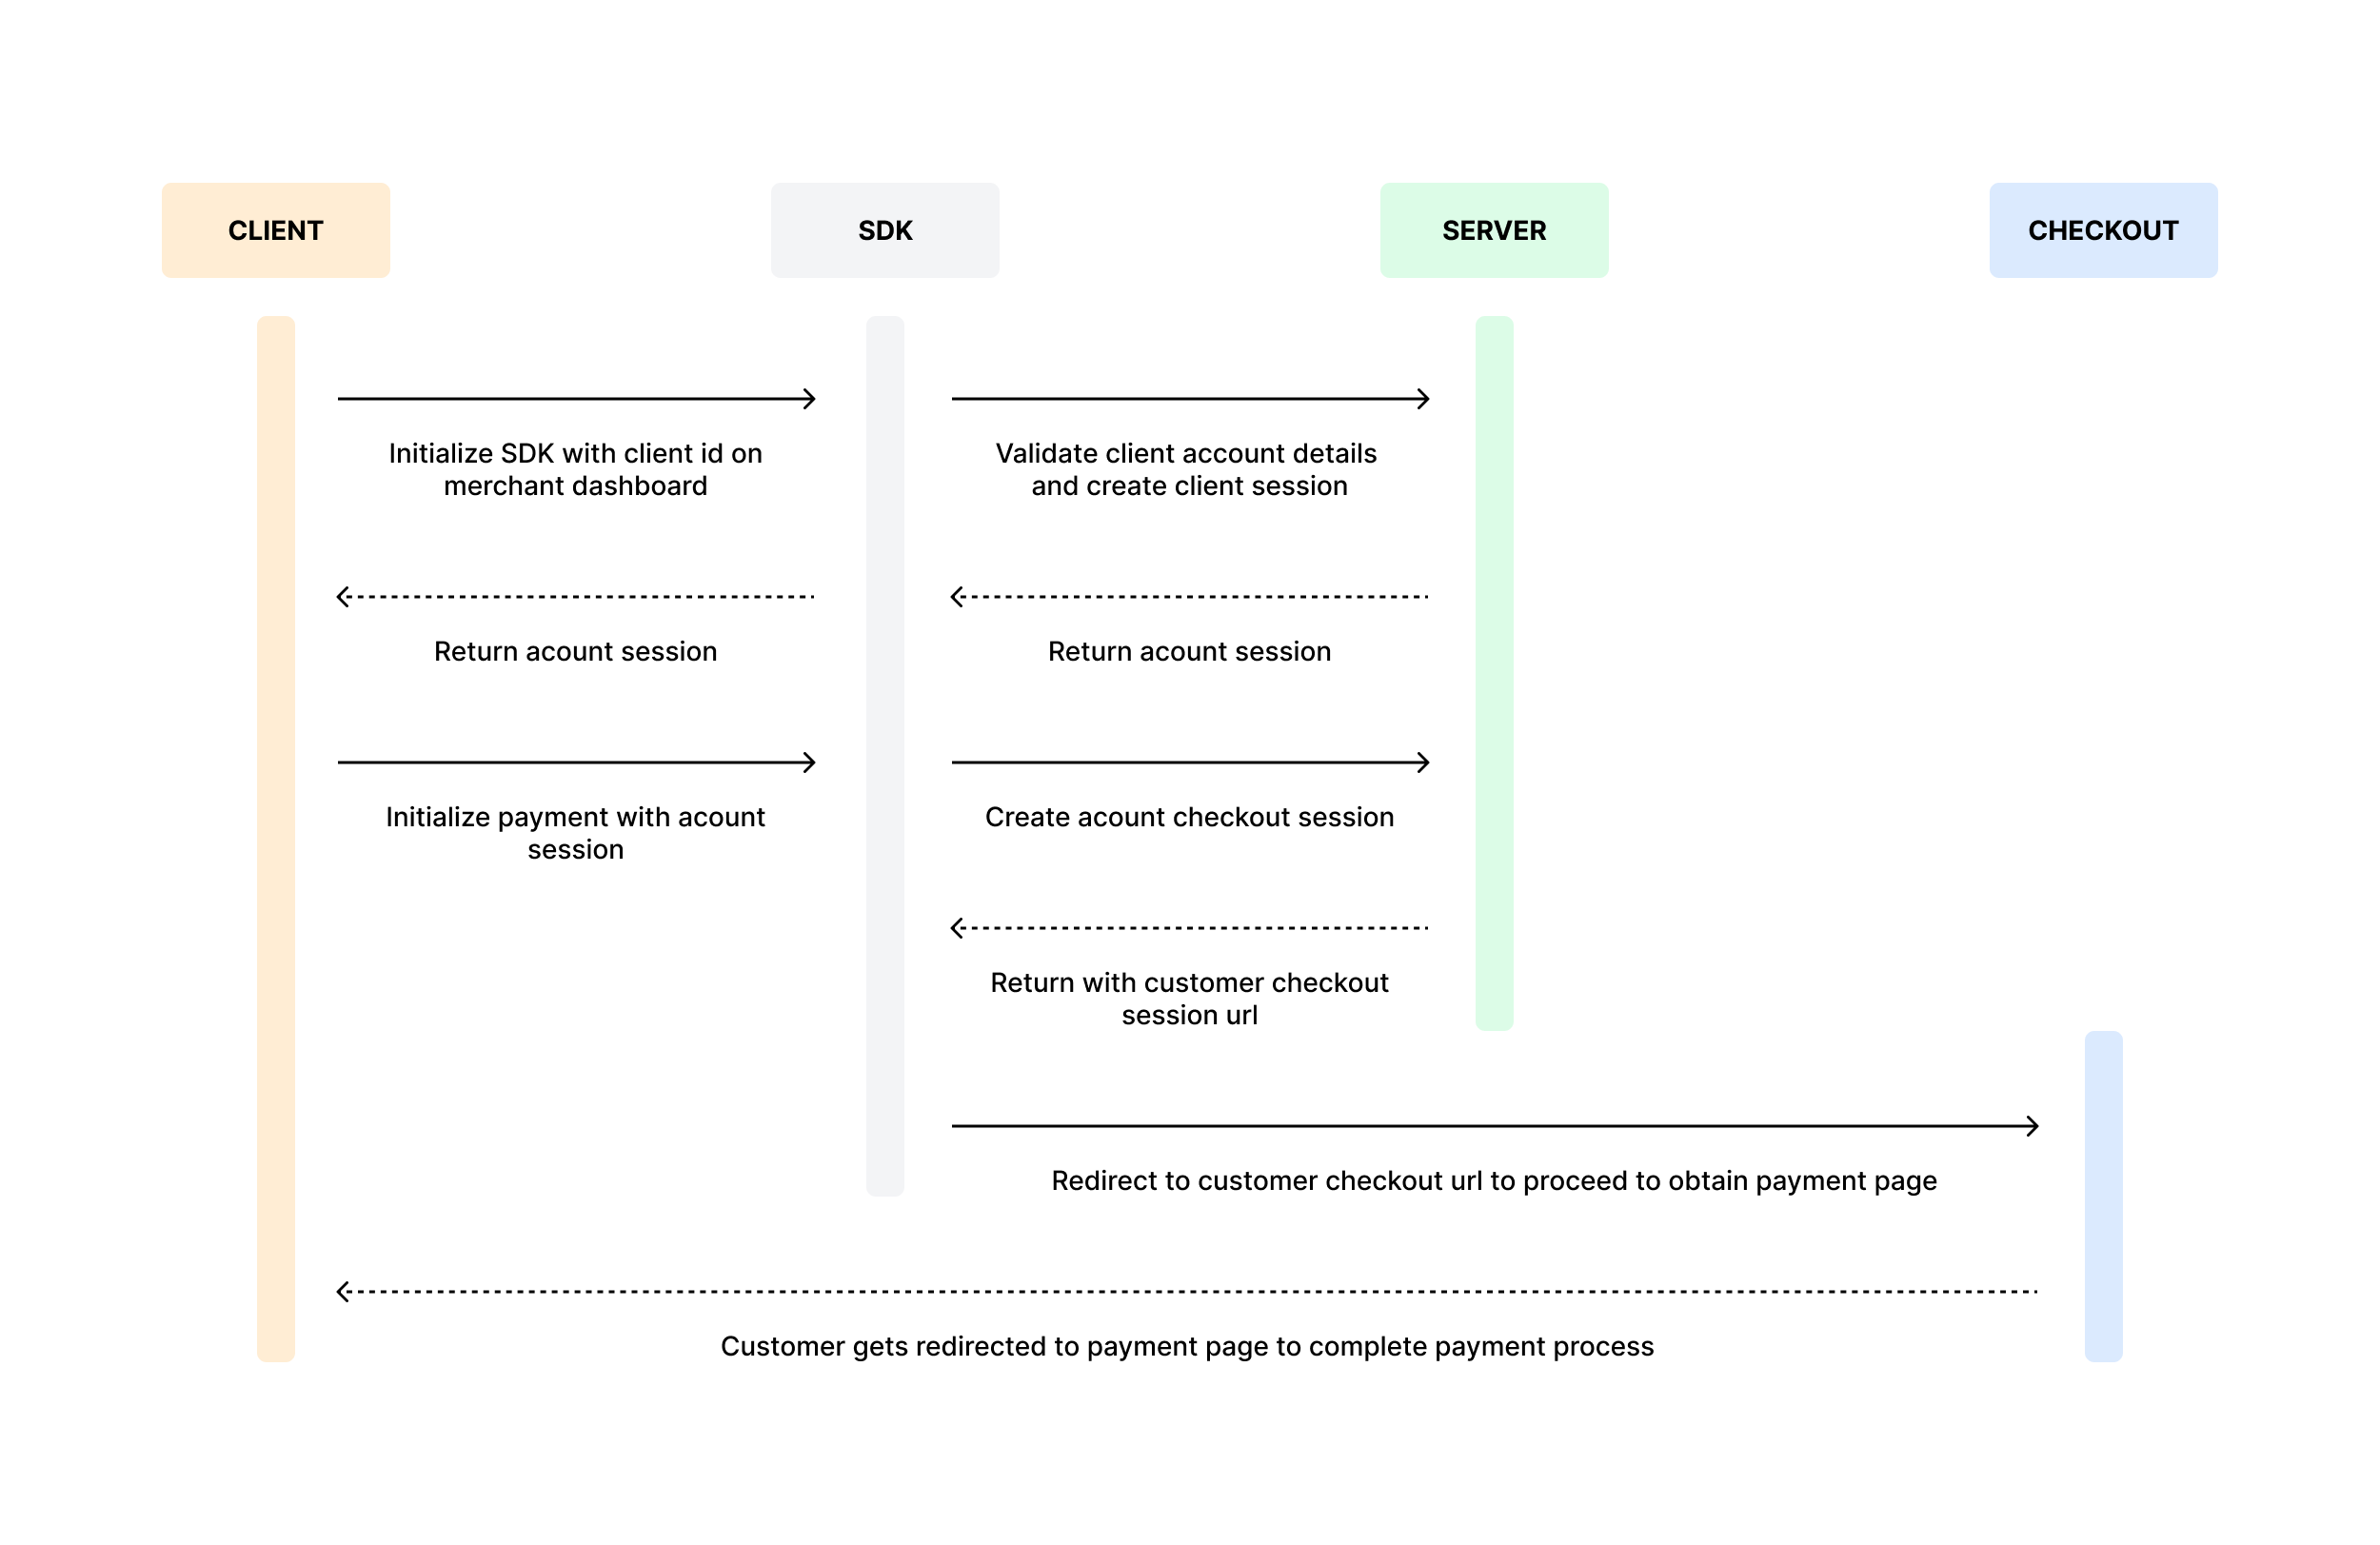 CLIENT
SDK
SERVER
CHECKOUT
Initialize SDK with client id on
merchant dashboard
Validate client account details
and create client session
Return acount session
Return acount session
Initialize payment with acount
session
Create acount checkout session
Return with customer checkout
session url
Redirect to customer checkout url to proceed to obtain payment page
Customer gets redirected to payment page to complete payment process